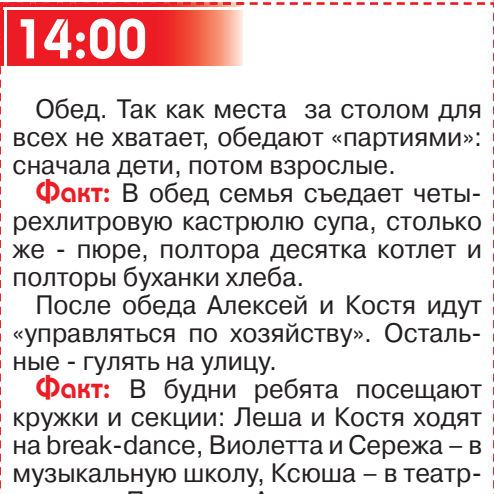 14:00
Обед. Так как места за столом для
всех не хватает, обедают «партиями»:
сначала дети, потом взрослые.
Факт: В обед семья съедает четы-
рехлитровую кастрюлю супа, столько
же - пюре, полтора десятка котлет и
полторы буханки хлеба.
После обеда Алексей и Костя идут
«управляться по хозяйству». Осталь-
ные - гулять на улицу.
Факт: В будни ребята посещают
кружки и секции: Леша и Костя ходят
на break-dance, Виолетта и Сережа – в
музыкальную школу, Ксюша – в театр-